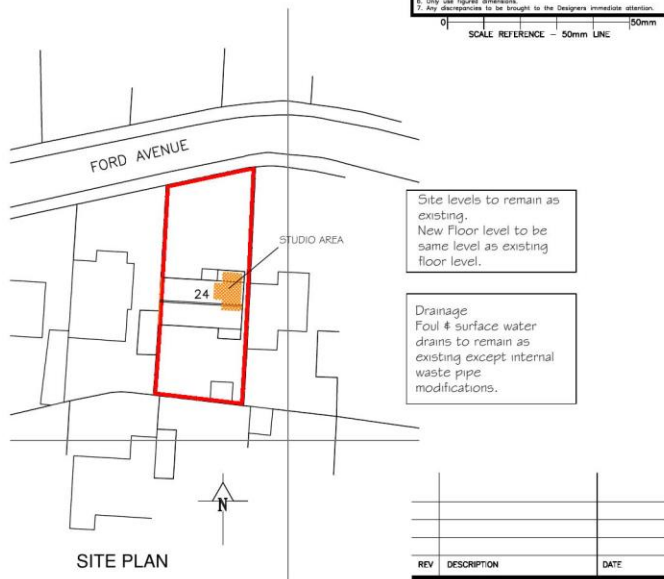 6. Only use figured dimensions.
7. Any discrepancies to be brought to the Designers immediate attention.
0 50mm
SCALE REFERENCE - 50mm LINE
FORD AVENUE
STUDIO AREA
24
Site levels to remain as
existing.
New Floor level to be
same level as existing
floor level.
Drainage
Foul & surface water
drains to remain as
existing except internal
waste pipe
modifications.
N
SITE PLAN
REV DESCRIPTION DATE